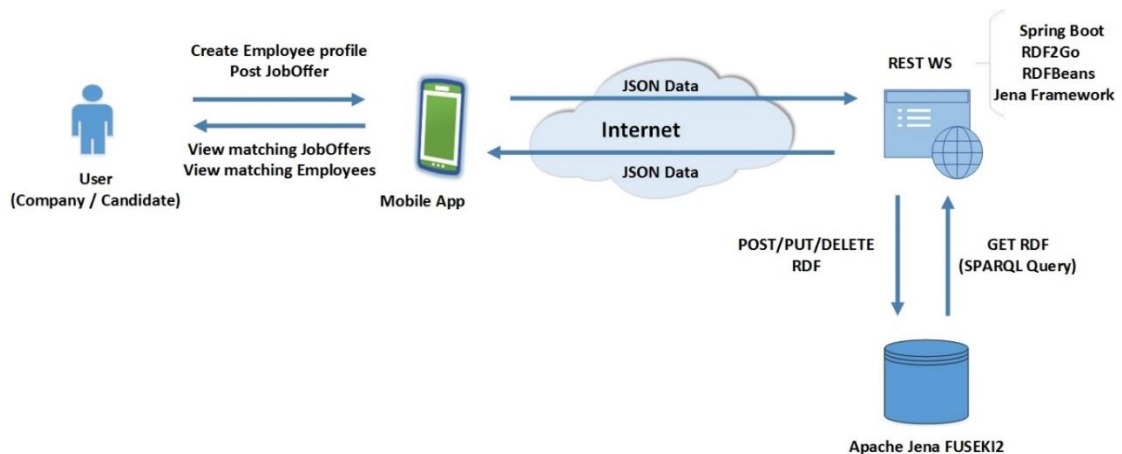 Create Employee profile
Post JobOffer
View matching JobOffers
View matching Employees
User
(Company / Candidate)
Mobile App
JSON Data
Internet
JSON Data
REST WS
Spring Boot
RDF2Go
RDFBeans
Jena Framework
POST/PUT/DELETE
RDF
GET RDF
(SPARQL Query)
Apache Jena FUSEKI2